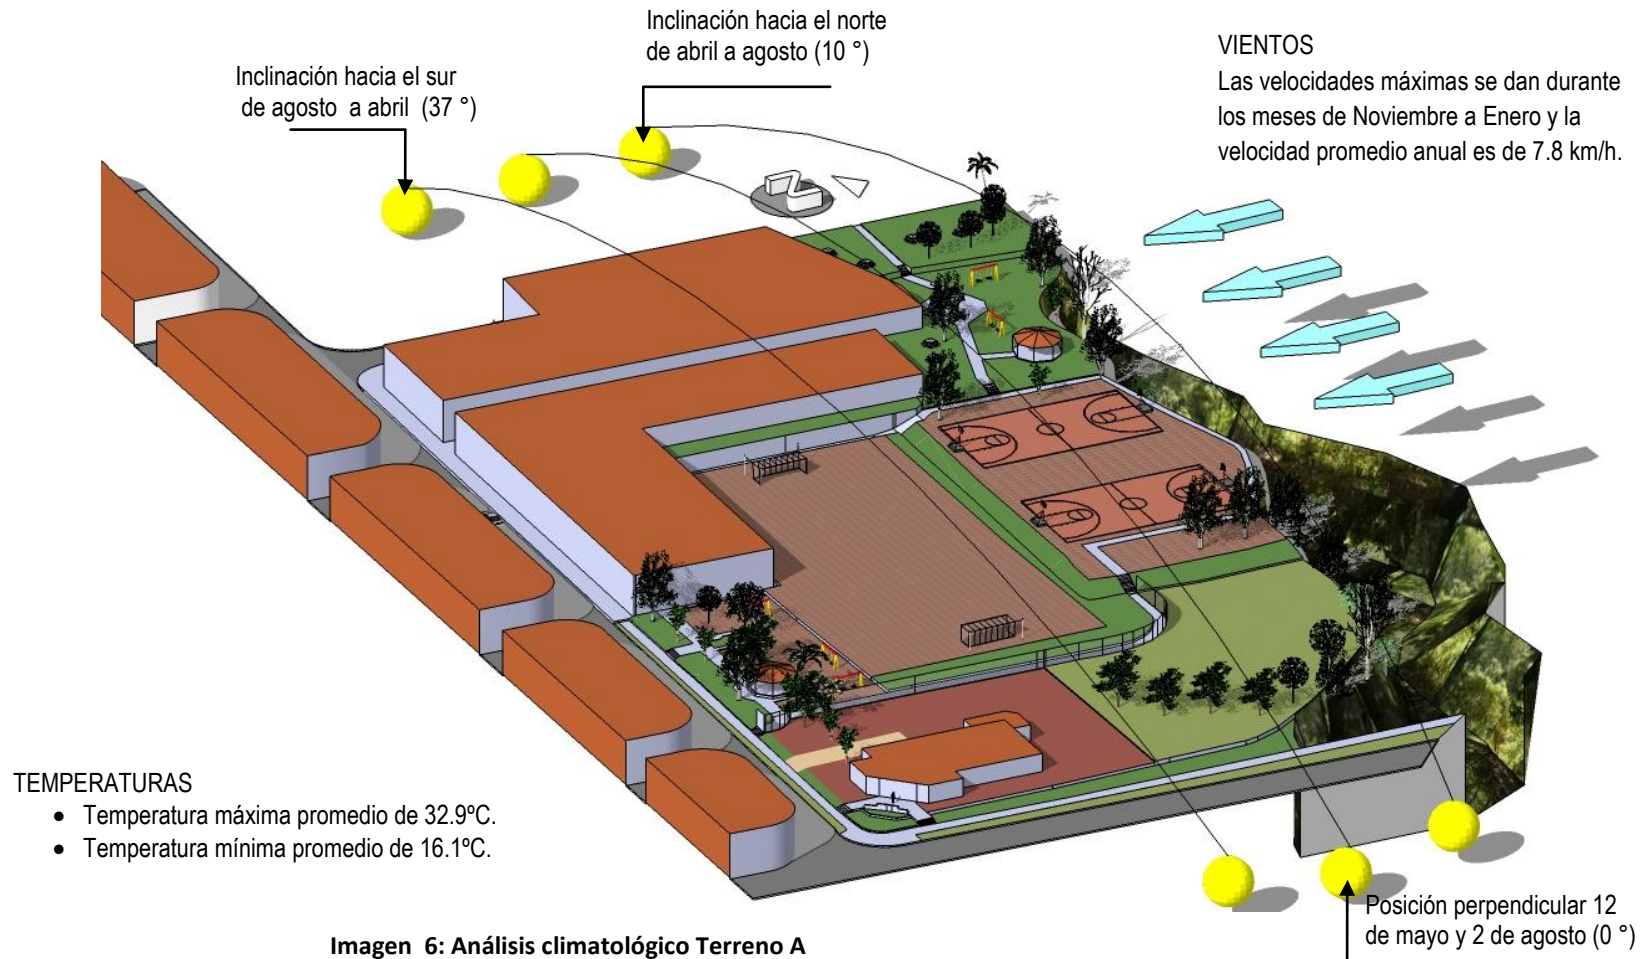 Inclinación hacia el norte
de abril a agosto (10 °)
VIENTOS
Las velocidades máximas se dan durante
los meses de Noviembre a Enero y la
velocidad promedio anual es de 7.8 km/h.
Inclinación hacia el sur
de agosto a abril (37 °)
N
TEMPERATURAS
• Temperatura máxima promedio de 32.9ºC.
• Temperatura mínima promedio de 16.1ºC.
Posición perpendicular 12
de mayo y 2 de agosto (0 °)
Imagen 6: Análisis climatológico Terreno A